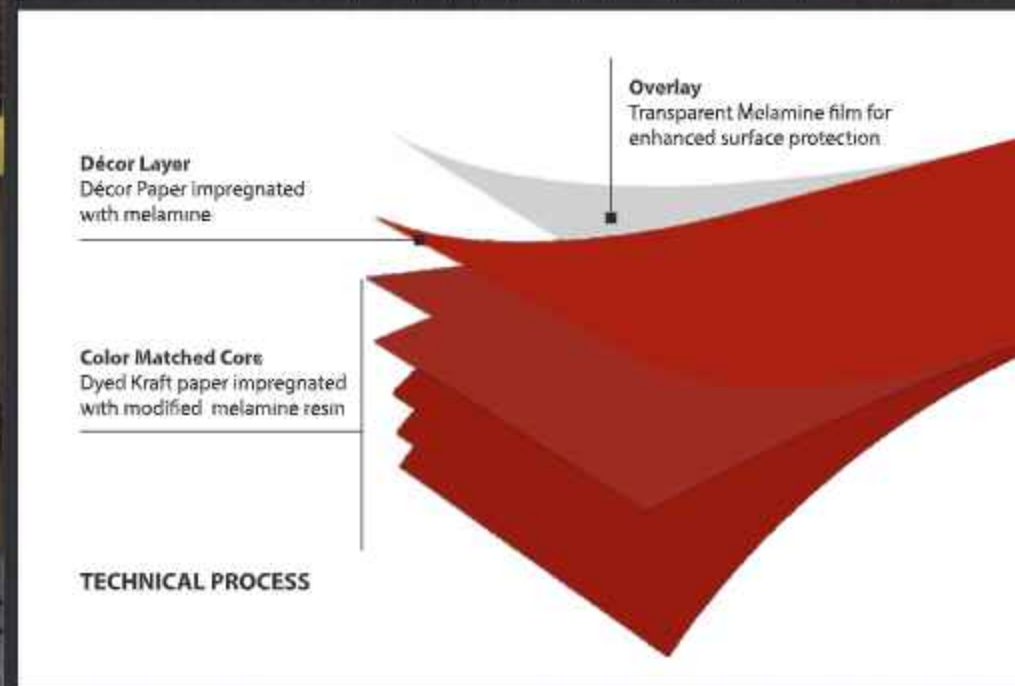 Overlay
Transparent Melamine film for
enhanced surface protection
Décor Layer
Décor Paper impregnated
with melamine
Color Matched Core
Dyed Kraft paper impregnated
with modified melamine resin
TECHNICAL PROCESS